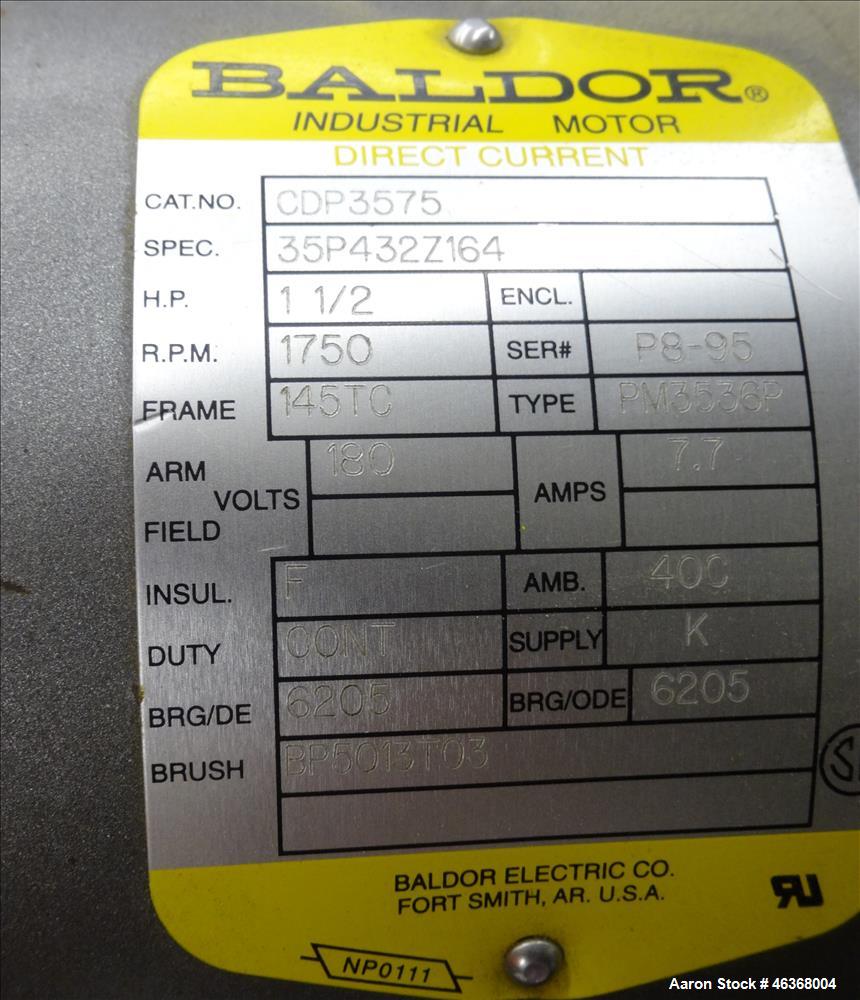 BALDOR®
INDUSTRIAL MOTOR
DIRECT CURRENT
CAT.NO. CDP3575
SPEC. 35P432Z164
H.P. 1 1/2 ENCL.
R.P.M. 1750 SER# P8-95
FRAME 145TC TYPE PM3536P
ARM 180 7.7
VOLTS AMPS
FIELD
INSUL. F AMB. 40C
DUTY CONT SUPPLY K
BRG/DE 6205 BRG/ODE 6205
BRUSH BP5013T03
BALDOR ELECTRIC CO.
FORT SMITH, AR. U.S.A.
NP0111
Aaron Stock # 46368004